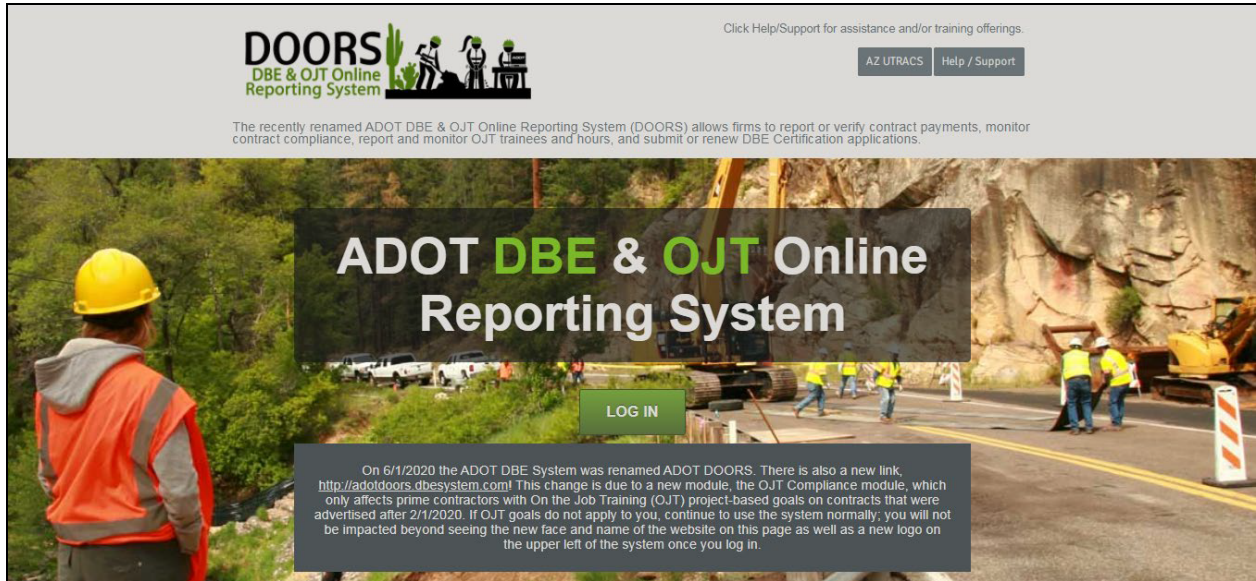 Click Help/Support for assistance and/or training offerings.
DOORS
DBE & OJT Online
Reporting System
AZ UTRACS
Help / Support
The recently renamed ADOT DBE & OJT Online Reporting System (DOORS) allows firms to report or verify contract payments, monitor
contract compliance, report and monitor OJT trainees and hours, and submit or renew DBE Certification applications.
ADOT DBE & OJT Online
Reporting System
LOG IN
On 6/1/2020 the ADOT DBE System was renamed ADOT DOORS. There is also a new link,
http://adotdoors.dbesystem.com! This change is due to a new module, the OJT Compliance module, which
only affects prime contractors with On the Job Training (OJT) project-based goals on contracts that were
advertised after 2/1/2020. If OJT goals do not apply to you, continue to use the system normally; you will not
be impacted beyond seeing the new face and name of the website on this page as well as a new logo on
the upper left of the system once you log in.